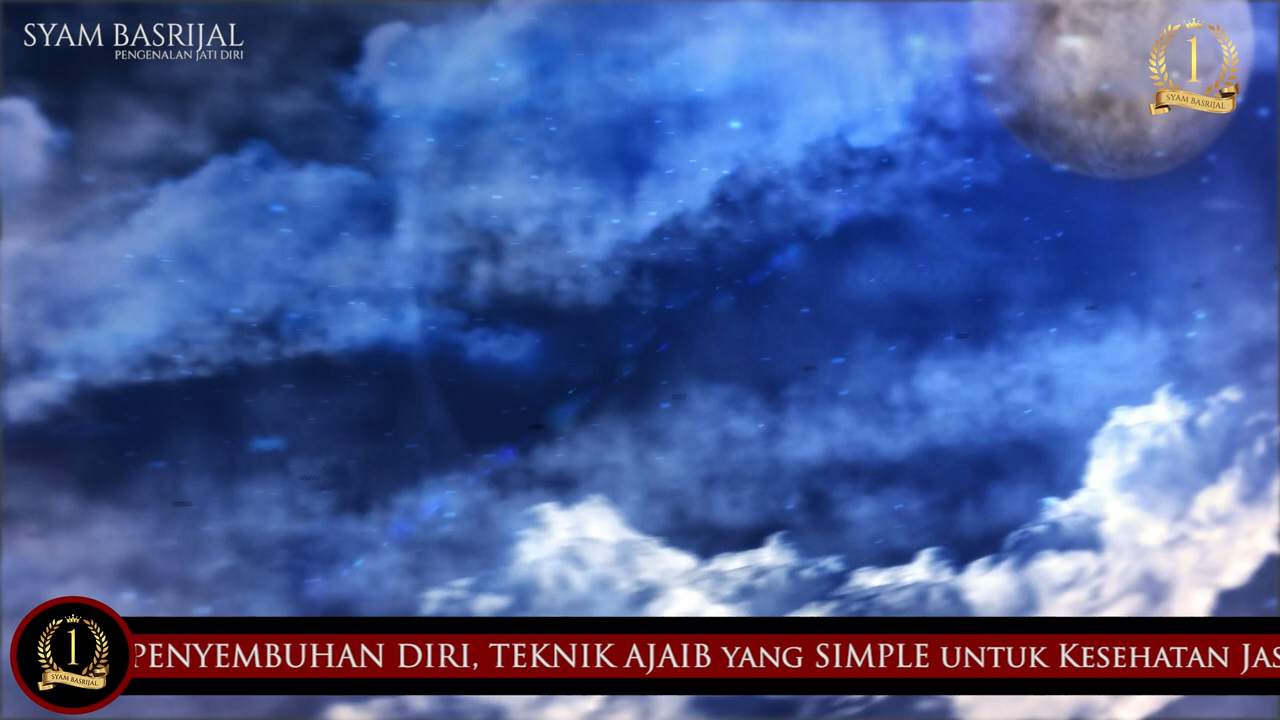 SYAM BASRIJAL
PENGENALAN JATI DIRI
1
SYAM BASRIJAL
1
SYAM BASRIJAL
PENYEMBUHAN DIRI, TEKNIK AJAIB YANG SIMPLE UNTUK KESEHATAN JAS